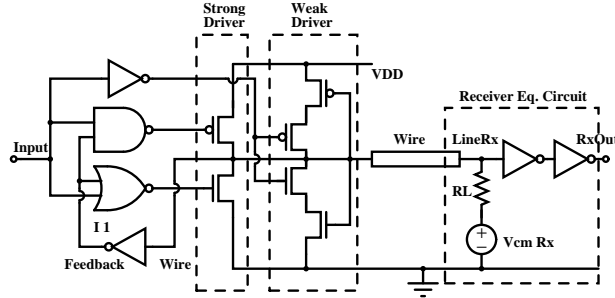 Strong
Driver
Weak
Driver
VDD
Receiver Eq. Circuit
Input
Wire
LineRx
RxOut
RL
I 1
Vcm Rx
Feedback
Wire